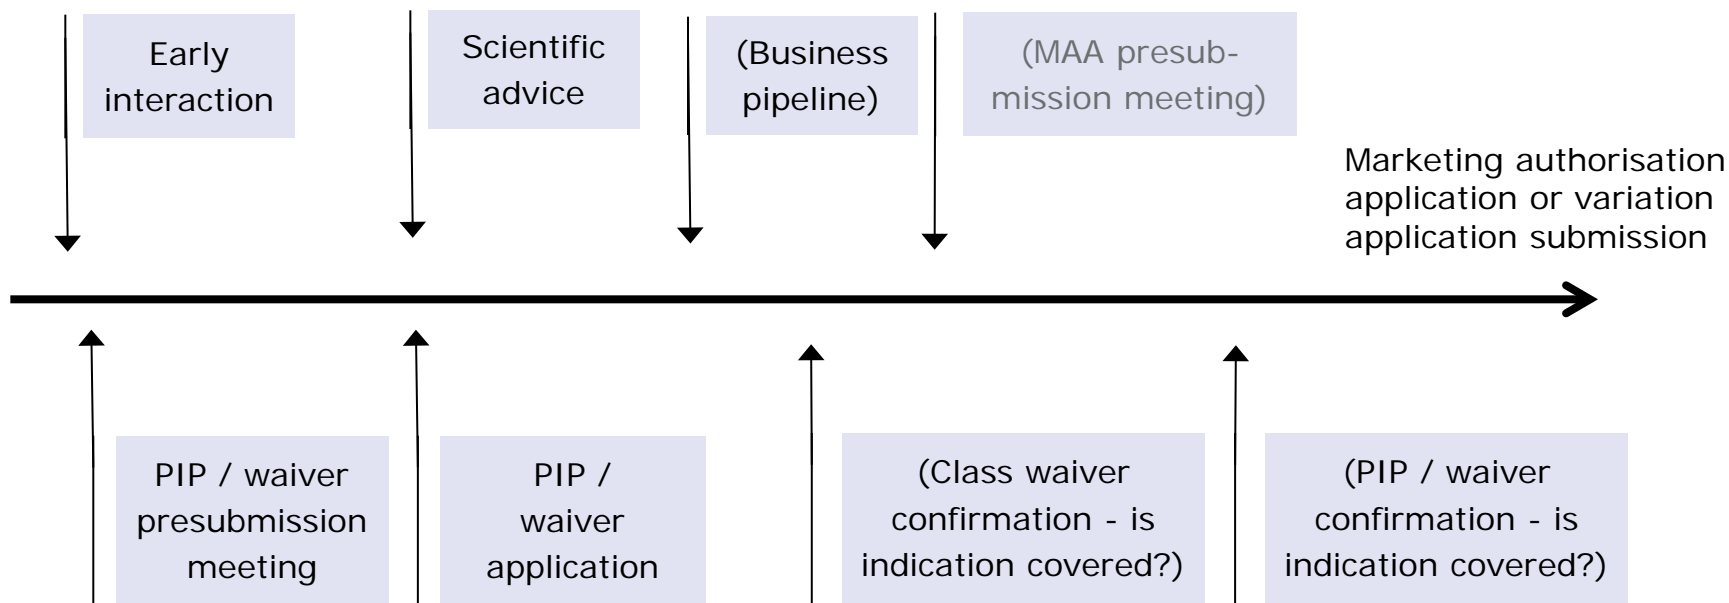 Early
interaction
Scientific
advice
(Business
pipeline)
(MAA presub-
mission meeting)
Marketing authorisation
application or variation
application submission
PIP / waiver
presubmission
meeting
PIP /
waiver
application
(Class waiver
confirmation - is
indication covered?)
(PIP / waiver
confirmation - is
indication covered?)